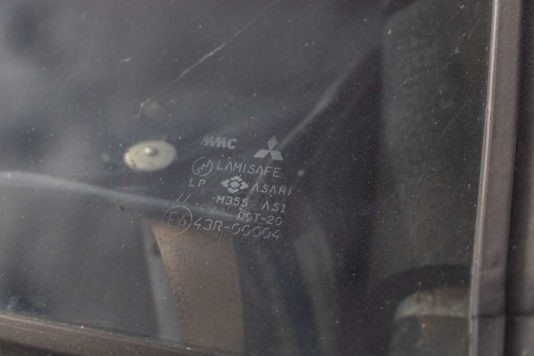 MMC
LAMISAFE
LP ASAHI
M355 AS1
DOT-20
E6 43R-00004